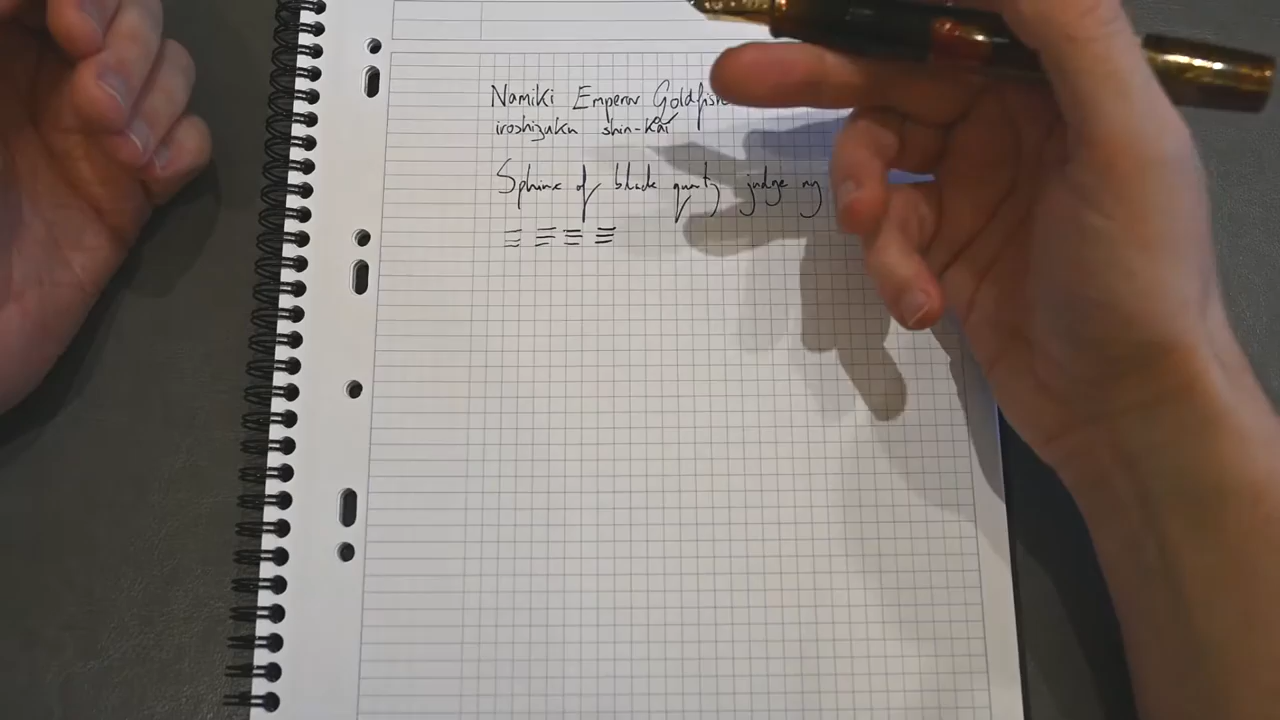 Namiki Emperor Goldfish
iroshizuku shin-kai
Sphinx of black quartz judge my